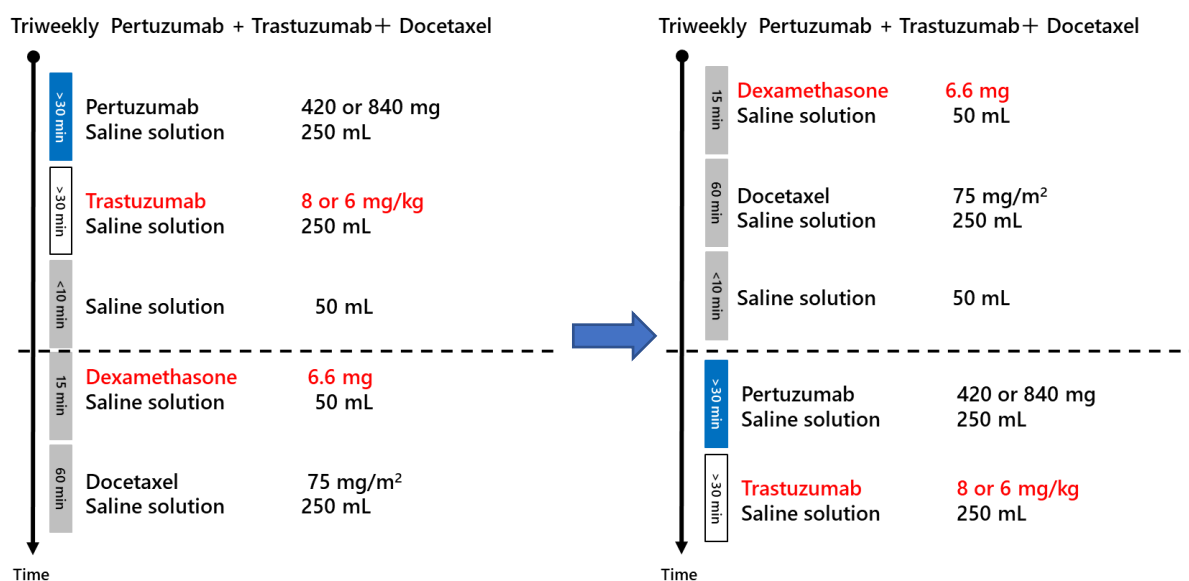 Triweekly Pertuzumab + Trastuzumab＋ Docetaxel
>30 min
Pertuzumab 420 or 840 mg
Saline solution 250 mL
>30 min
Trastuzumab 8 or 6 mg/kg
Saline solution 250 mL
<10 min
Saline solution 50 mL
15 min
Dexamethasone 6.6 mg
Saline solution 50 mL
60 min
Docetaxel 75 mg/m²
Saline solution 250 mL
Time
Triweekly Pertuzumab + Trastuzumab＋ Docetaxel
15 min
Dexamethasone 6.6 mg
Saline solution 50 mL
60 min
Docetaxel 75 mg/m²
Saline solution 250 mL
<10 min
Saline solution 50 mL
>30 min
Pertuzumab 420 or 840 mg
Saline solution 250 mL
>30 min
Trastuzumab 8 or 6 mg/kg
Saline solution 250 mL
Time